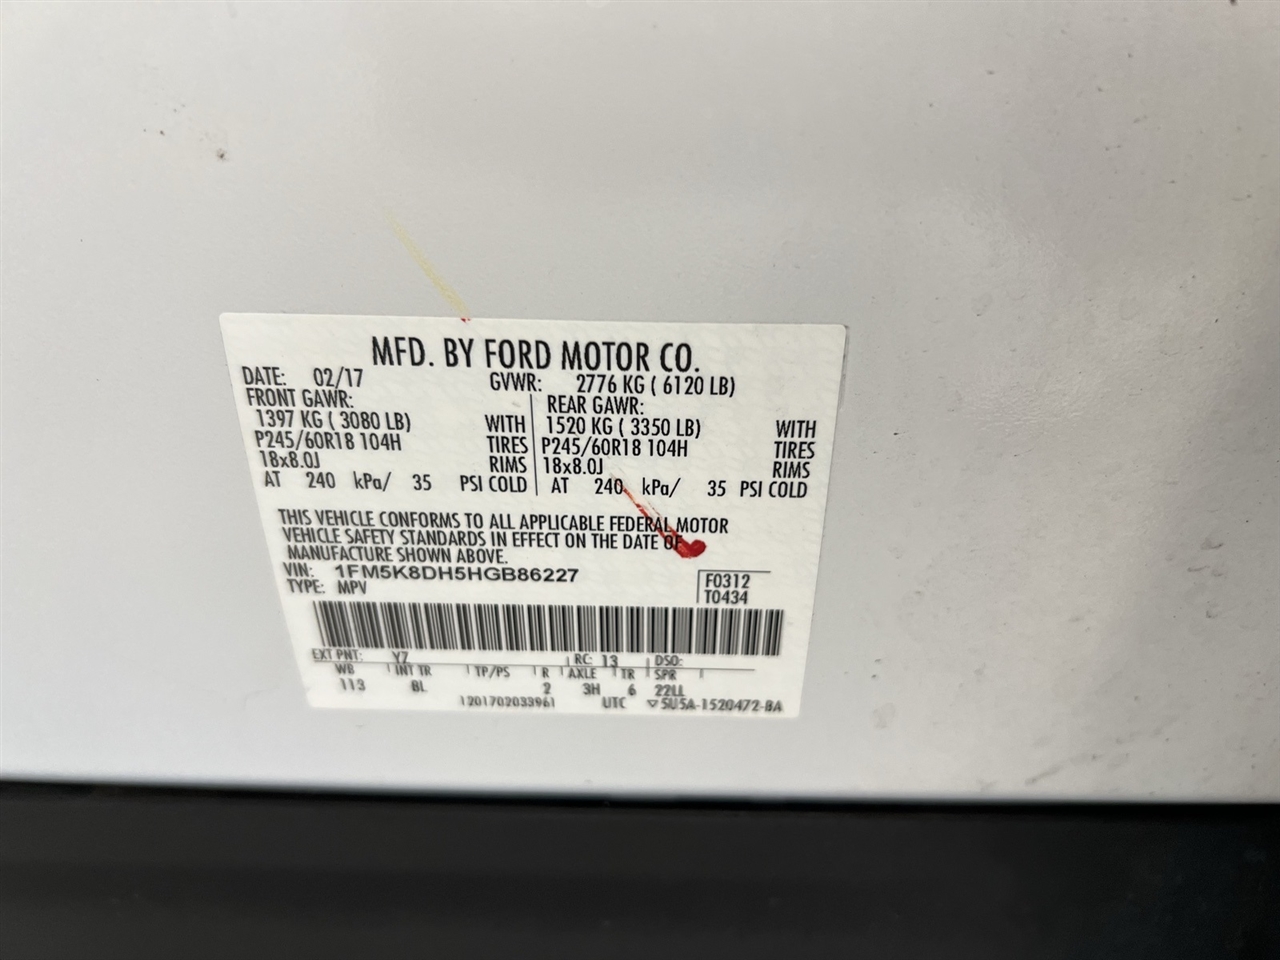 MFD. BY FORD MOTOR CO.
DATE: 02/17 GVWR: 2776 KG ( 6120 LB)
FRONT GAWR: REAR GAWR:
1397 KG ( 3080 LB) WITH 1520 KG ( 3350 LB) WITH
P245/60R18 104H TIRES P245/60R18 104H TIRES
18x8.0J RIMS 18x8.0J RIMS
AT 240 kPa/ 35 PSI COLD AT 240 kPa/ 35 PSI COLD
THIS VEHICLE CONFORMS TO ALL APPLICABLE FEDERAL MOTOR
VEHICLE SAFETY STANDARDS IN EFFECT ON THE DATE OF
MANUFACTURE SHOWN ABOVE.
VIN: 1FM5K8DH5HGB86227 F0312
TYPE: MPV T0434
EXT PNT: YZ RC: 13 DSO:
WB INT TR TP/PS R AXLE TR SPR
113 BL 2 3H 6 22LL
1201702033961 UTC ▽5U5A-1520472-BA